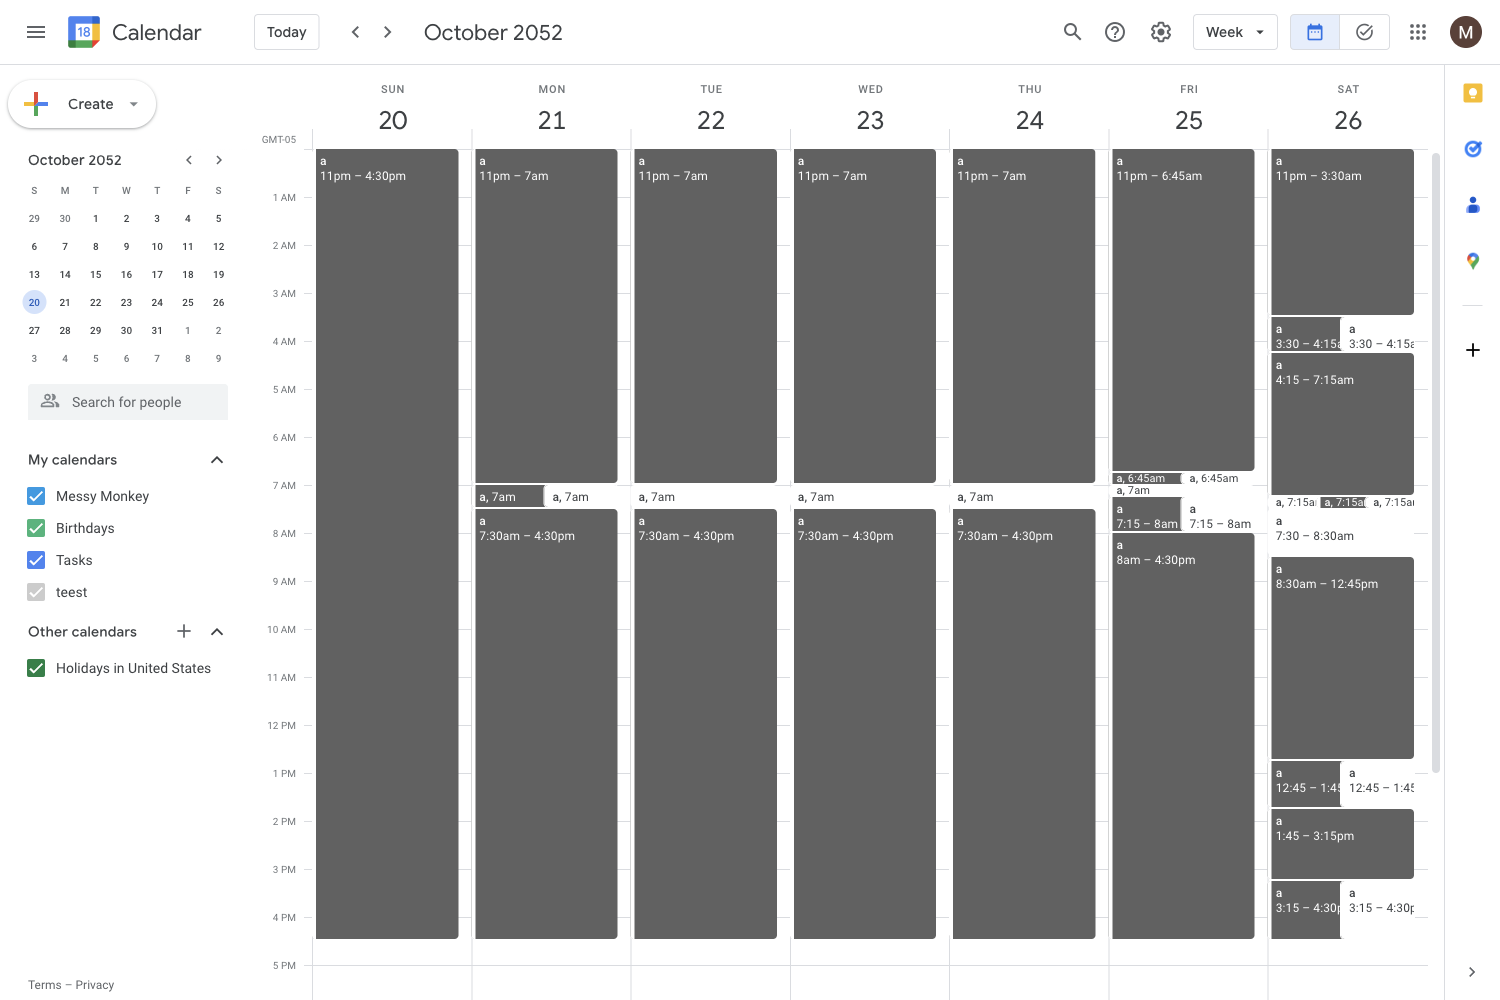 18 Calendar Today October 2052 Week M
Create
October 2052
S M T W T F S
29 30 1 2 3 4 5
6 7 8 9 10 11 12
13 14 15 16 17 18 19
20 21 22 23 24 25 26
27 28 29 30 31 1 2
3 4 5 6 7 8 9
Search for people
My calendars
Messy Monkey
Birthdays
Tasks
teest
Other calendars
Holidays in United States
Terms – Privacy
SUN MON TUE WED THU FRI SAT
20 21 22 23 24 25 26
GMT-05
1 AM
2 AM
3 AM
4 AM
5 AM
6 AM
7 AM
8 AM
9 AM
10 AM
11 AM
12 PM
1 PM
2 PM
3 PM
4 PM
5 PM
a
11pm – 4:30pm
a
11pm – 7am
a, 7am
a, 7am
a
7:30am – 4:30pm
a
11pm – 7am
a, 7am
a
7:30am – 4:30pm
a
11pm – 7am
a, 7am
a
7:30am – 4:30pm
a
11pm – 7am
a, 7am
a
7:30am – 4:30pm
a
11pm – 6:45am
a, 6:45am
a, 6:45am
a, 7am
a
7:15 – 8am
a
7:15 – 8am
a
8am – 4:30pm
a
11pm – 3:30am
a
3:30 – 4:15a
a
3:30 – 4:15a
a
4:15 – 7:15am
a, 7:15a
a, 7:15a
a, 7:15a
a
7:30 – 8:30am
a
8:30am – 12:45pm
a
12:45 – 1:45
a
12:45 – 1:45
a
1:45 – 3:15pm
a
3:15 – 4:30p
a
3:15 – 4:30p